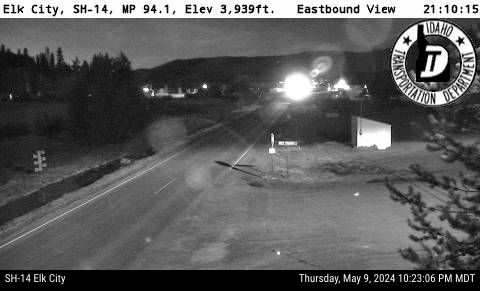 Elk City, SH-14, MP 94.1, Elev 3,939ft. Eastbound View 21:10:15
IDAHO
TRANSPORTATION DEPARTMENT
SH-14 Elk City Thursday, May 9, 2024 10:23:06 PM MDT